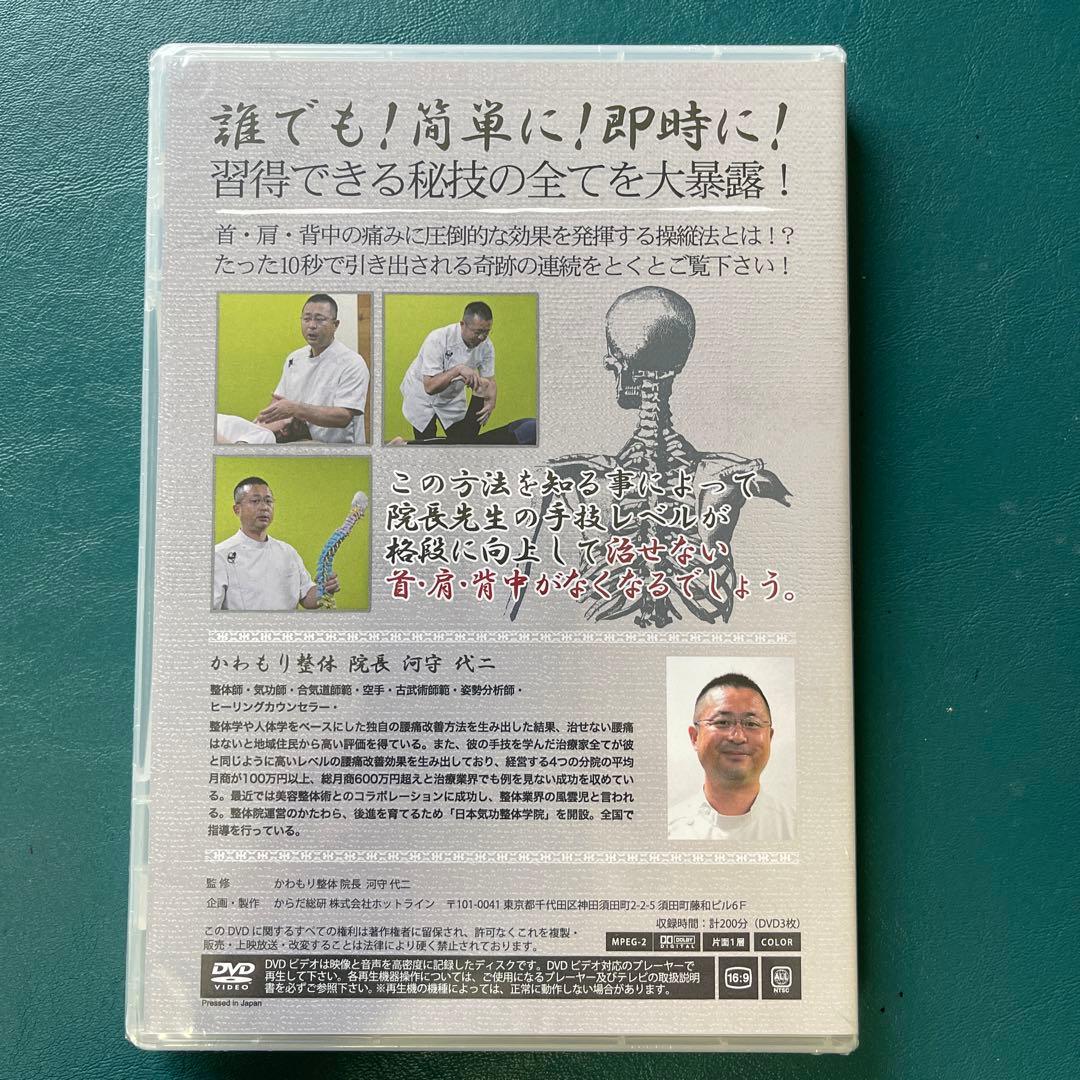 誰でも！簡単に！即時に！
習得できる秘技の全てを大暴露！
首・肩・背中の痛みに圧倒的な効果を発揮する操縦法とは！？
たった10秒で引き出される奇跡の連続をとくとご覧下さい！
この方法を知る事によって
院長先生の手技レベルが
格段に向上して治せない
首・肩・背中がなくなるでしょう。
かわもり整体 院長 河守 代二
整体師・気功師・合気道師範・空手・古武術師範・姿勢分析師・
ヒーリングカウンセラー・
整体学や人体学をベースにした独自の腰痛改善方法を生み出した結果、治せない腰痛
はないと地域住民から高い評価を得ている。また、彼の手技を学んだ治療家全てが彼
と同じように高いレベルの腰痛改善効果を生み出しており、経営する4つの分院の平均
月商が100万円以上、総月商600万円超えと治療業界でも例を見ない成功を収めてい
る。最近では美容整体術とのコラボレーションに成功し、整体業界の風雲児と言われ
る。整体院運営のかたわら、後進を育てるため「日本気功整体学院」を開設。全国で
指導を行っている。
監修 かわもり整体 院長 河守 代二
企画・製作 からだ総研 株式会社ホットライン 〒101-0041 東京都千代田区神田須田町2-2-5 須田町藤和ビル6F
収録時間：計200分（DVD3枚）
このDVDに関するすべての権利は著作権者に留保され、許可なくこれを複製・
販売・上映放送・改変することは法律により硬く禁止されております。
MPEG-2 DOLBY DIGITAL 片面1層 COLOR
DVD VIDEO
DVDビデオは映像と音声を高密度に記録したディスクです。DVDビデオ対応のプレーヤーで
再生して下さい。各再生機器操作については、ご使用になるプレーヤー及びテレビの取扱説明
書を必ずご参照下さい。※再生機の機種によっては、正常に動作しない場合があります。
16:9 ALL NTSC
Pressed in Japan